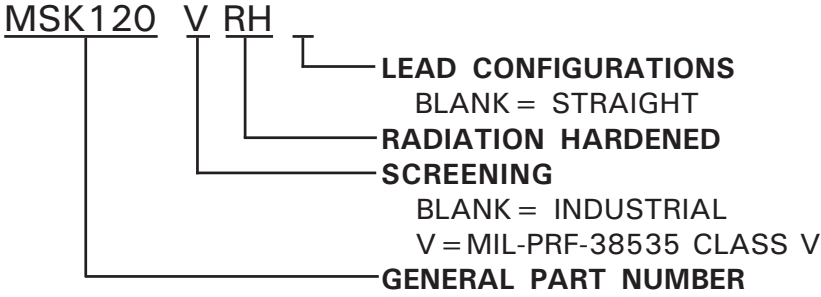 MSK120 V RH _
LEAD CONFIGURATIONS
BLANK = STRAIGHT
RADIATION HARDENED
SCREENING
BLANK = INDUSTRIAL
V=MIL-PRF-38535 CLASS V
GENERAL PART NUMBER